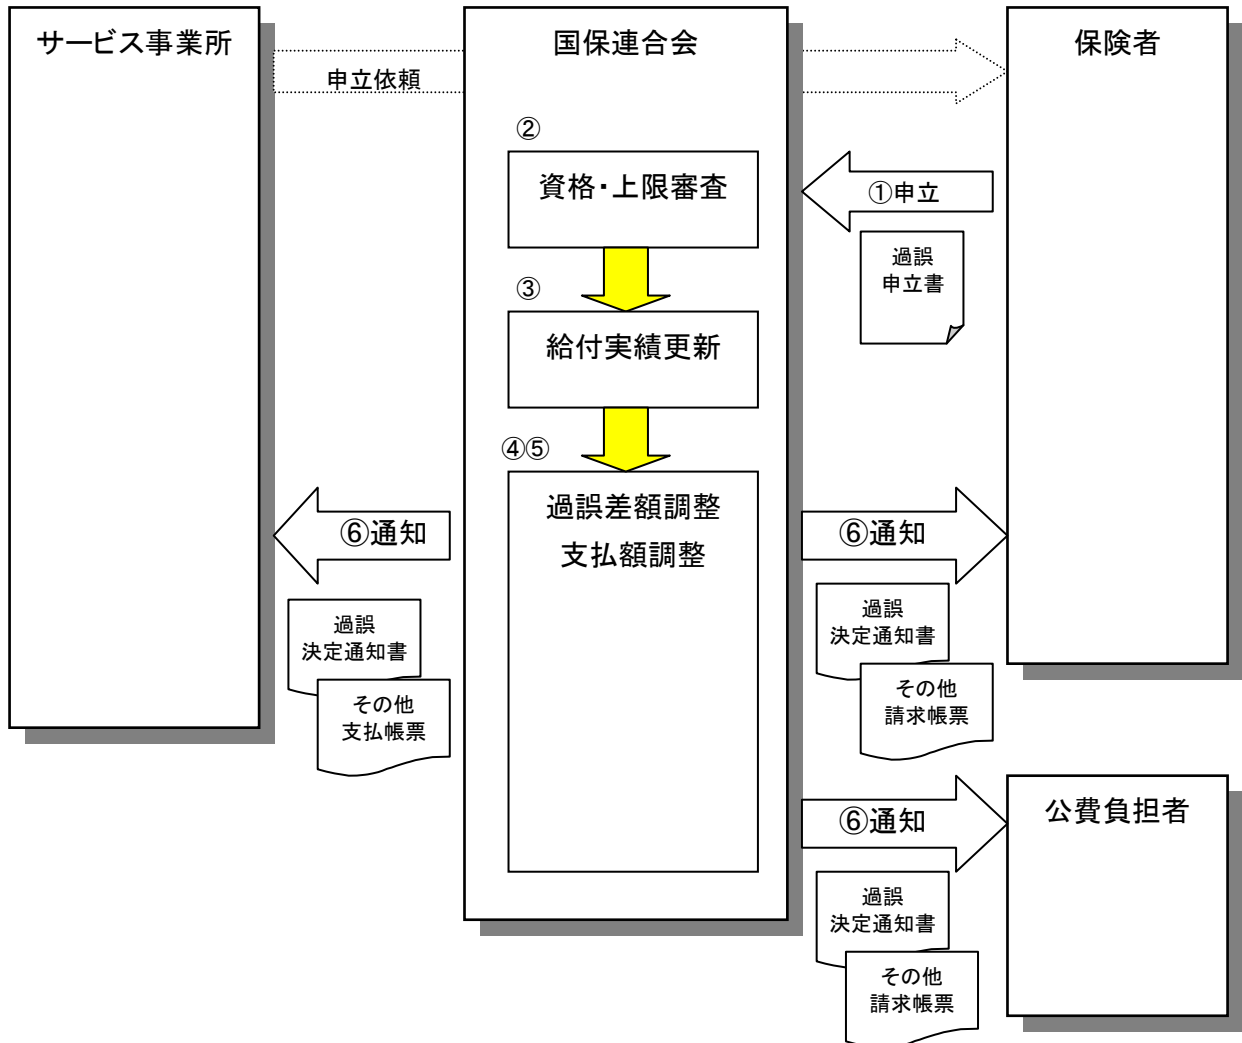 サービス事業所
国保連合会
保険者
申立依頼
②
資格・上限審査
①申立
過誤
申立書
③
給付実績更新
④⑤
過誤差額調整
支払額調整
⑥通知
過誤
決定通知書
その他
支払帳票
⑥通知
過誤
決定通知書
その他
請求帳票
公費負担者
⑥通知
過誤
決定通知書
その他
請求帳票